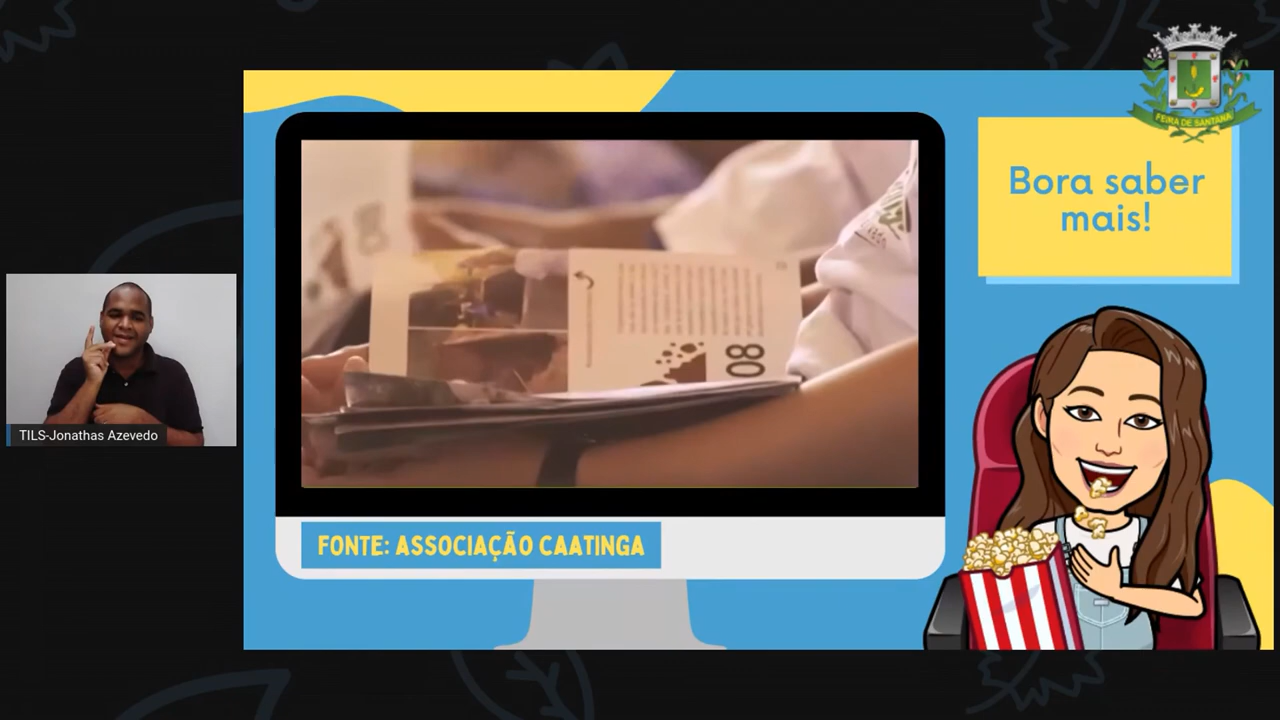 FEIRA DE SANTANA
Bora saber
mais!
08
TILS-Jonathas Azevedo
FONTE: ASSOCIAÇÃO CAATINGA